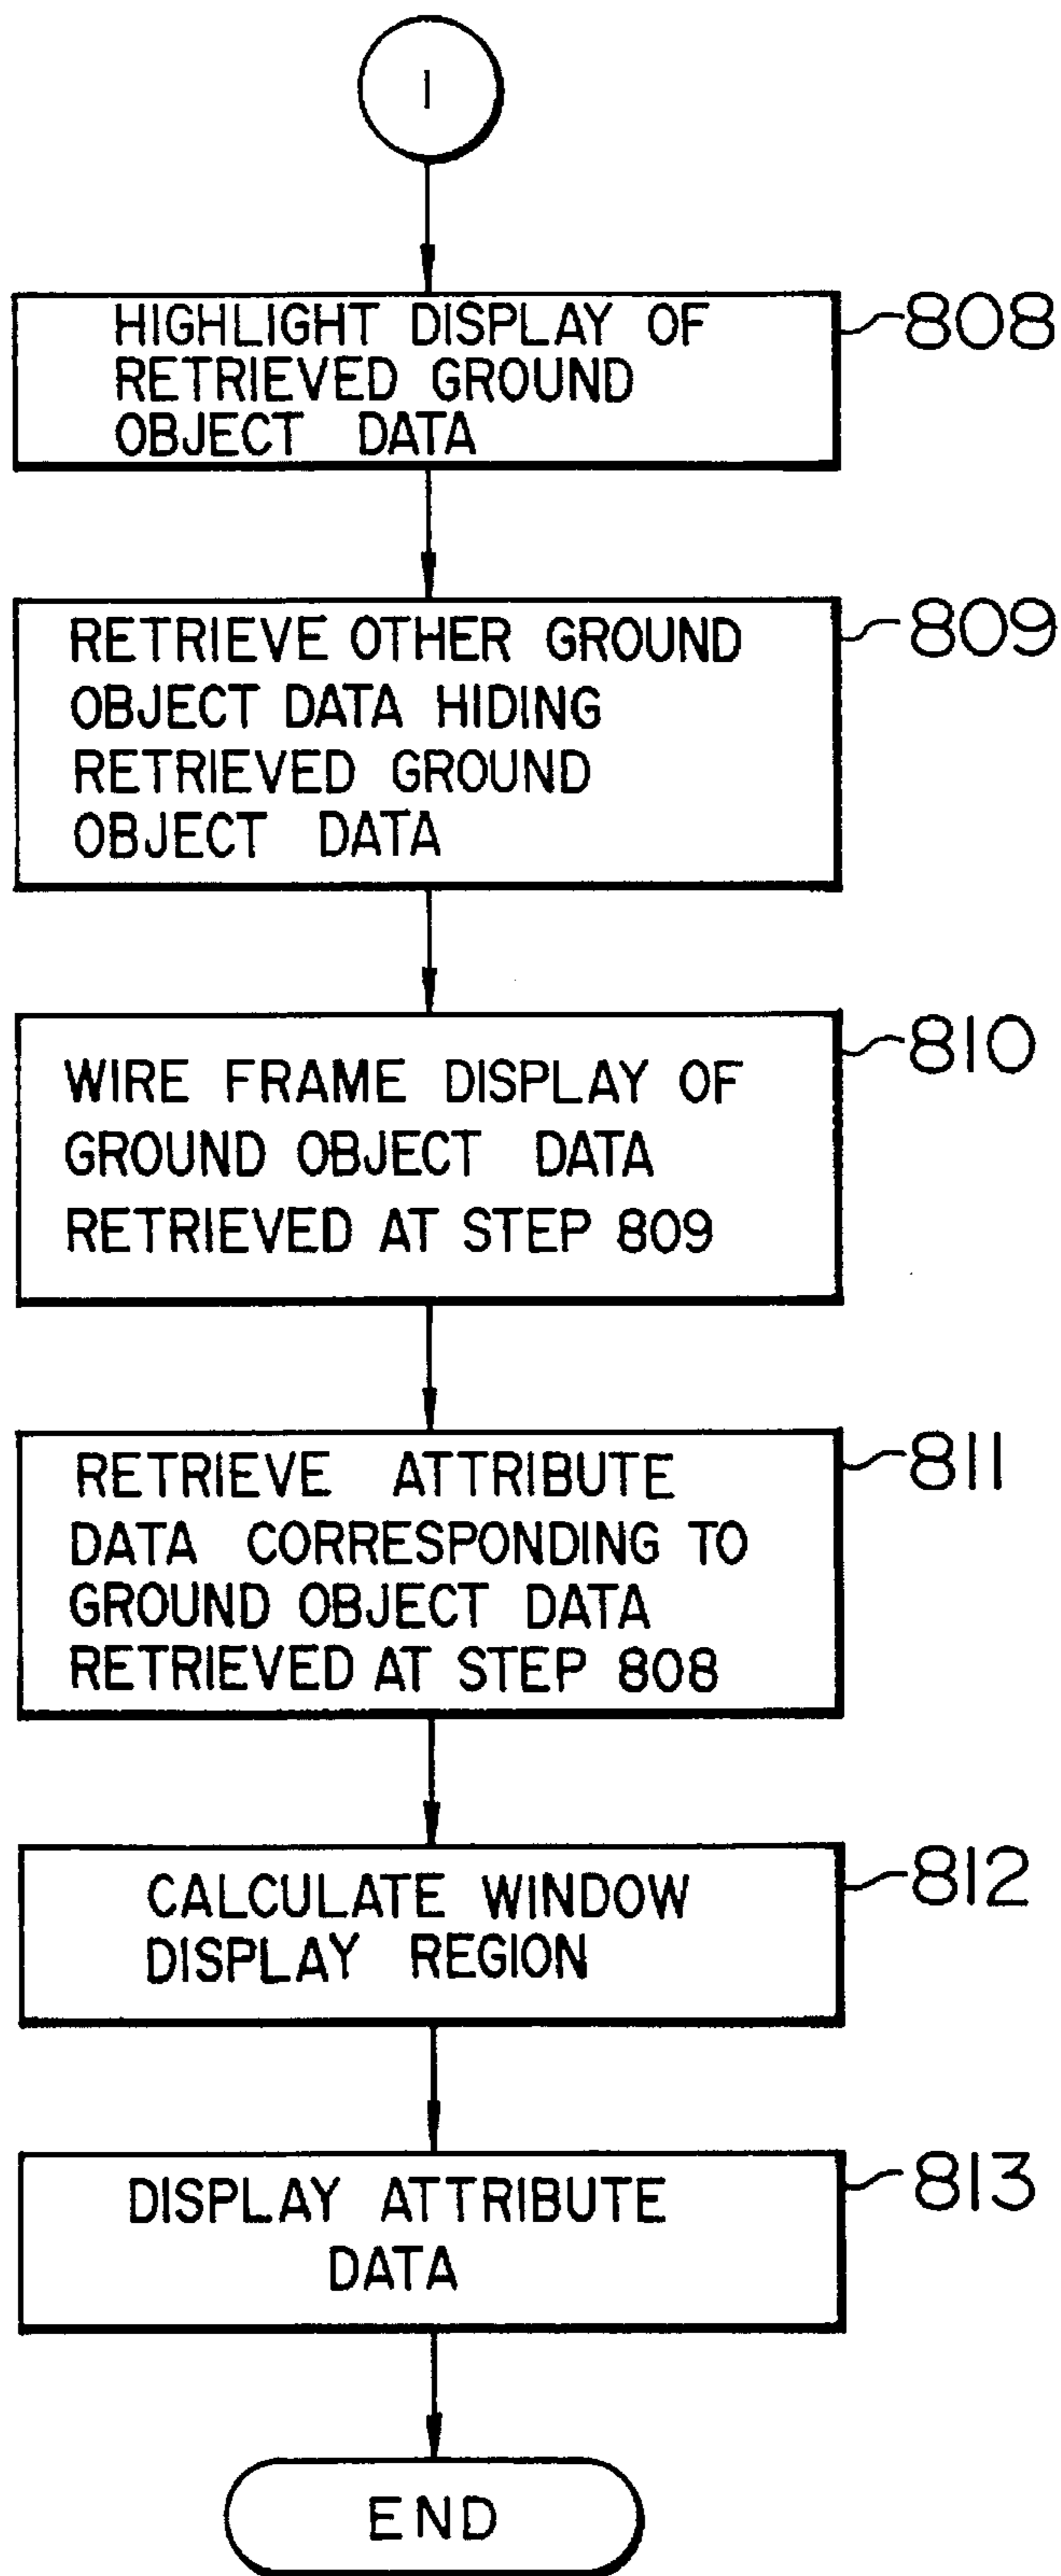 1
HIGHLIGHT DISPLAY OF
RETRIEVED GROUND
OBJECT DATA
808
RETRIEVE OTHER GROUND
OBJECT DATA HIDING
RETRIEVED GROUND
OBJECT DATA
809
WIRE FRAME DISPLAY OF
GROUND OBJECT DATA
RETRIEVED AT STEP 809
810
RETRIEVE ATTRIBUTE
DATA CORRESPONDING TO
GROUND OBJECT DATA
RETRIEVED AT STEP 808
811
CALCULATE WINDOW
DISPLAY REGION
812
DISPLAY ATTRIBUTE
DATA
813
END